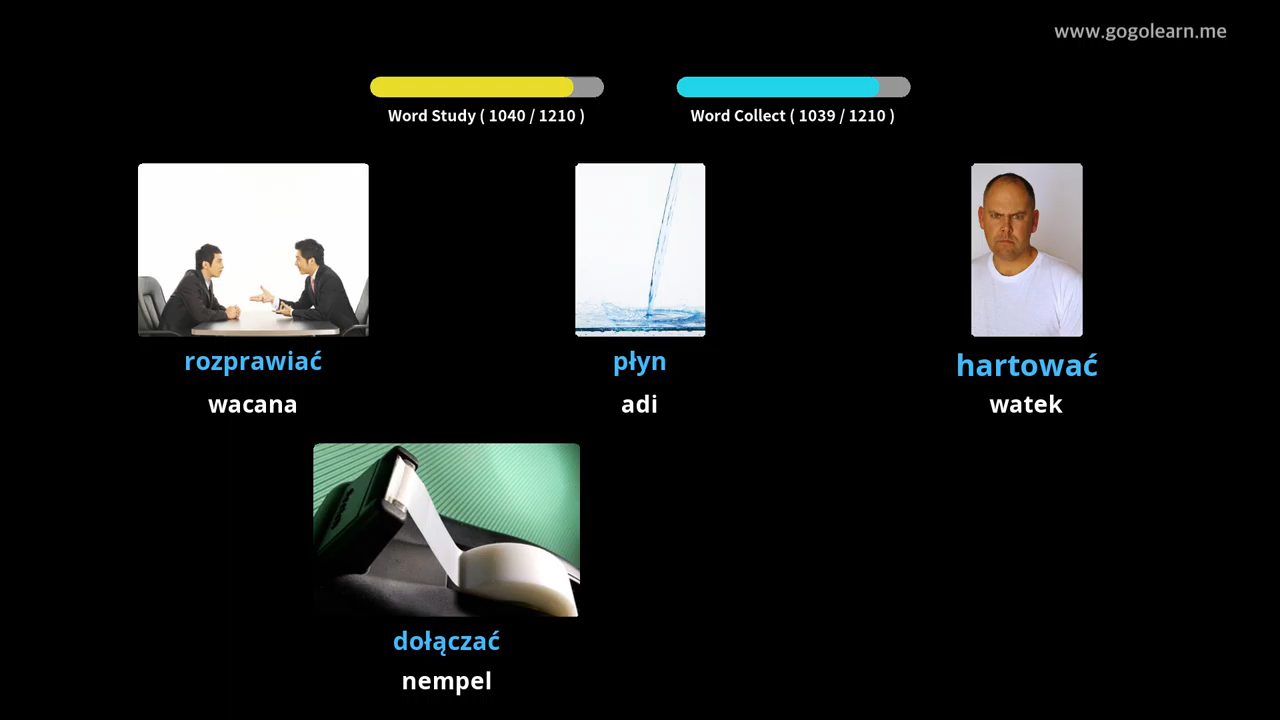 www.gogolearn.me
Word Study ( 1040 / 1210 )
Word Collect ( 1039 / 1210 )
rozprawiać
wacana
płyn
adi
hartować
watek
dołączać
nempel